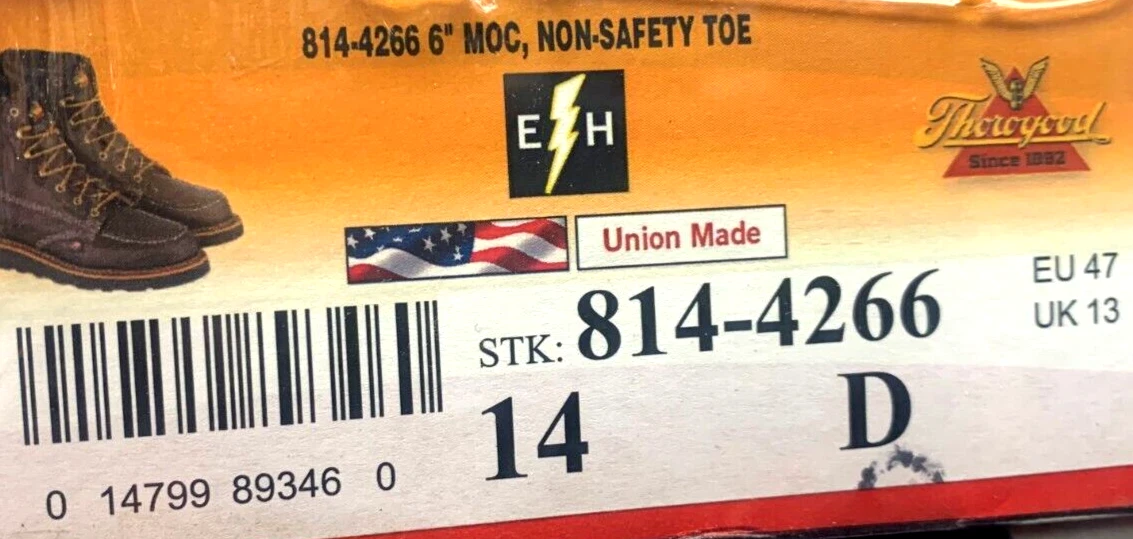 814-4266 6" MOC, NON-SAFETY TOE
E H
Thorogood
Since 1892
Union Made
EU 47
UK 13
STK: 814-4266
14 D
0 14799 89346 0